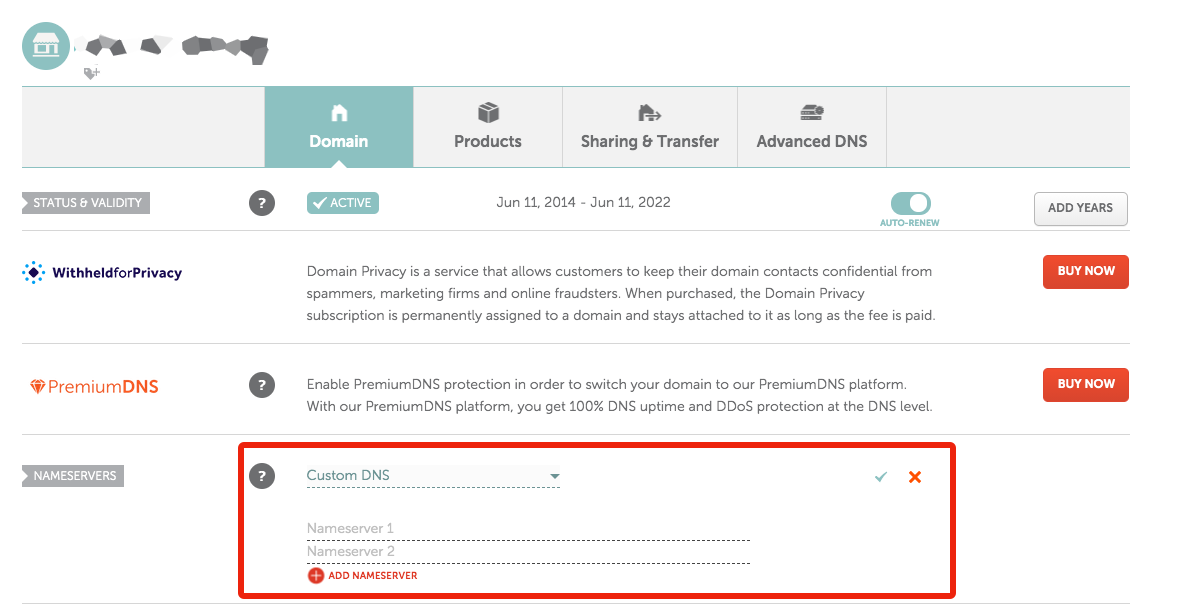 Domain
Products
Sharing & Transfer
Advanced DNS
STATUS & VALIDITY
?
ACTIVE
Jun 11, 2014 - Jun 11, 2022
AUTO-RENEW
ADD YEARS
WithheldforPrivacy
Domain Privacy is a service that allows customers to keep their domain contacts confidential from
spammers, marketing firms and online fraudsters. When purchased, the Domain Privacy
subscription is permanently assigned to a domain and stays attached to it as long as the fee is paid.
BUY NOW
PremiumDNS
?
Enable PremiumDNS protection in order to switch your domain to our PremiumDNS platform.
With our PremiumDNS platform, you get 100% DNS uptime and DDoS protection at the DNS level.
BUY NOW
NAMESERVERS
?
Custom DNS
Nameserver 1
Nameserver 2
ADD NAMESERVER